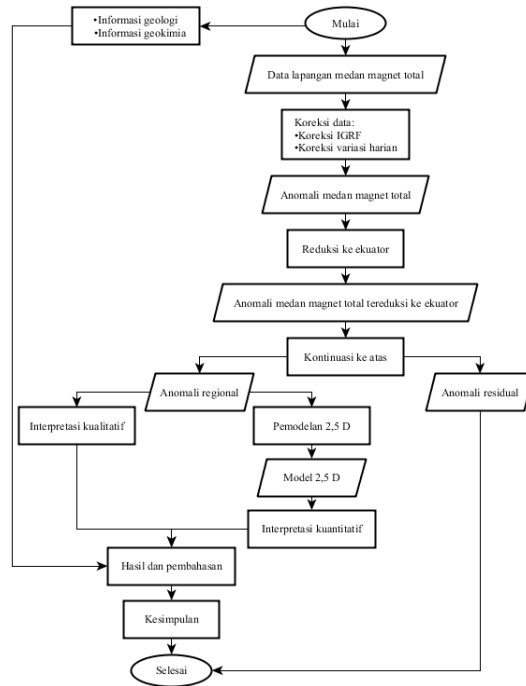 •Informasi geologi
•Informasi geokimia
Mulai
Data lapangan medan magnet total
Koreksi data:
•Koreksi IGRF
•Koreksi variasi harian
Anomali medan magnet total
Reduksi ke ekuator
Anomali medan magnet total tereduksi ke ekuator
Kontinuasi ke atas
Anomali regional
Anomali residual
Interpretasi kualitatif
Pemodelan 2,5 D
Model 2,5 D
Interpretasi kuantitatif
Hasil dan pembahasan
Kesimpulan
Selesai